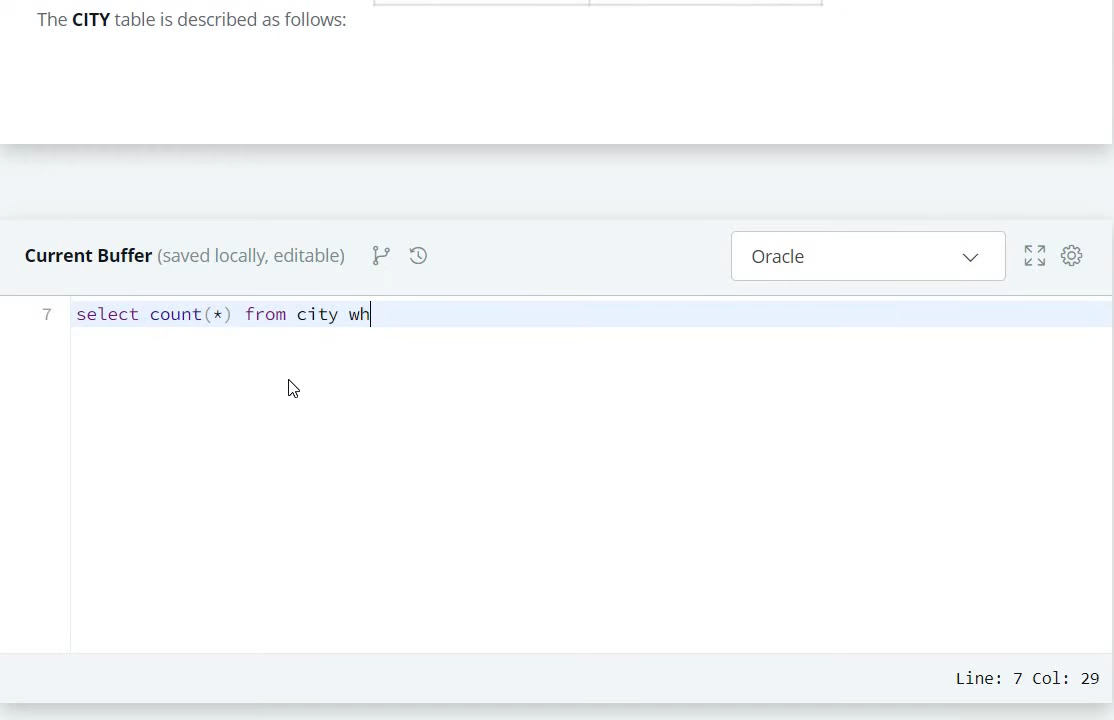 The CITY table is described as follows:
Current Buffer (saved locally, editable)
Oracle
7
select count(*) from city wh
Line: 7 Col: 29